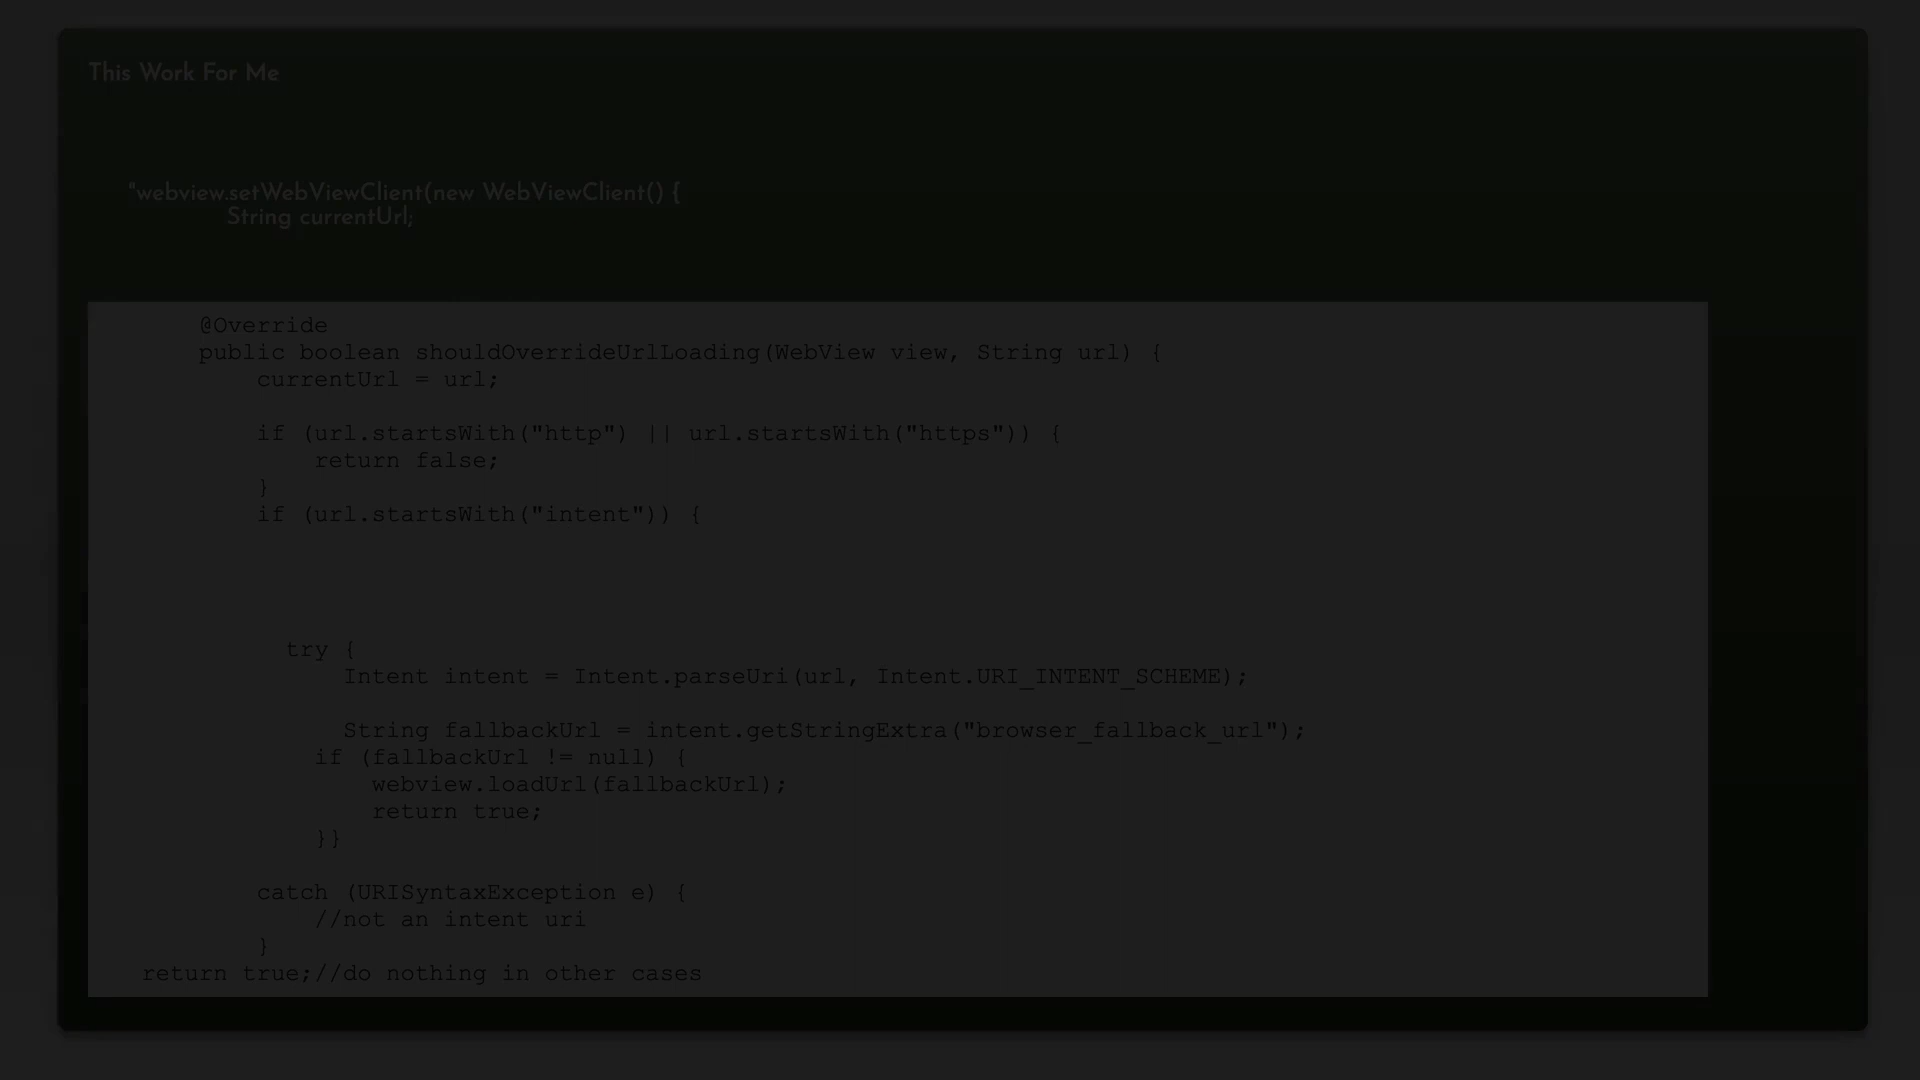 This Work For Me
"webview.setWebViewClient(new WebViewClient() {
String currentUrl;
@Override
public boolean shouldOverrideUrlLoading(WebView view, String url) {
currentUrl = url;
if (url.startsWith("http") || url.startsWith("https")) {
return false;
}
if (url.startsWith("intent")) {
try {
Intent intent = Intent.parseUri(url, Intent.URI_INTENT_SCHEME);
String fallbackUrl = intent.getStringExtra("browser_fallback_url");
if (fallbackUrl != null) {
webview.loadUrl(fallbackUrl);
return true;
}}
catch (URISyntaxException e) {
//not an intent uri
}
return true;//do nothing in other cases